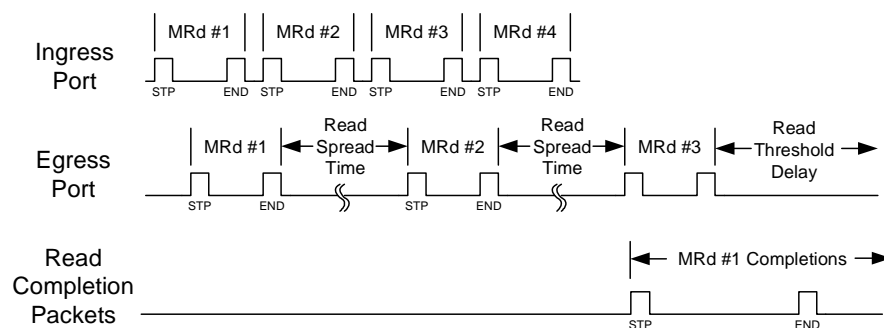 Ingress
Port
MRd #1 MRd #2 MRd #3 MRd #4
STP END STP END STP END STP END
Egress
Port
MRd #1
Read
Spread
Time
MRd #2
Read
Spread
Time
MRd #3
Read
Threshold
Delay
STP END STP END
Read
Completion
Packets
MRd #1 Completions
STP END